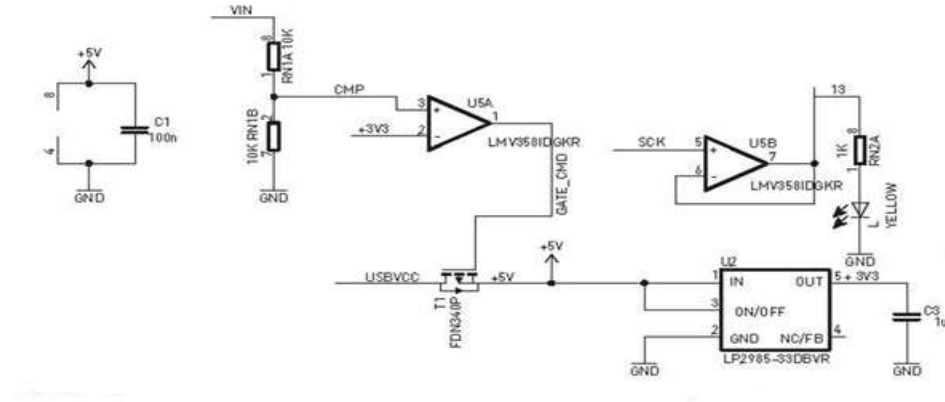 VIN
+5V
8
4
C1
100n
GND
8
RN1A 10K
1
2
10K RN1B
7
GND
CMP
+3V3
3
+
2
-
U5A
1
LMV358IDGKR
GATE_CMD
SCK
5
+
6
-
U5B
7
LMV358IDGKR
13
8
1K
RN2A
1
L
YELLOW
GND
USBVCC
T1
FDN340P
+5V
+5V
U2
1
IN
OUT
5
+3V3
3
ON/OFF
2
GND
NC/FB
4
LP2985-33DBVR
GND
C3
1u
GND